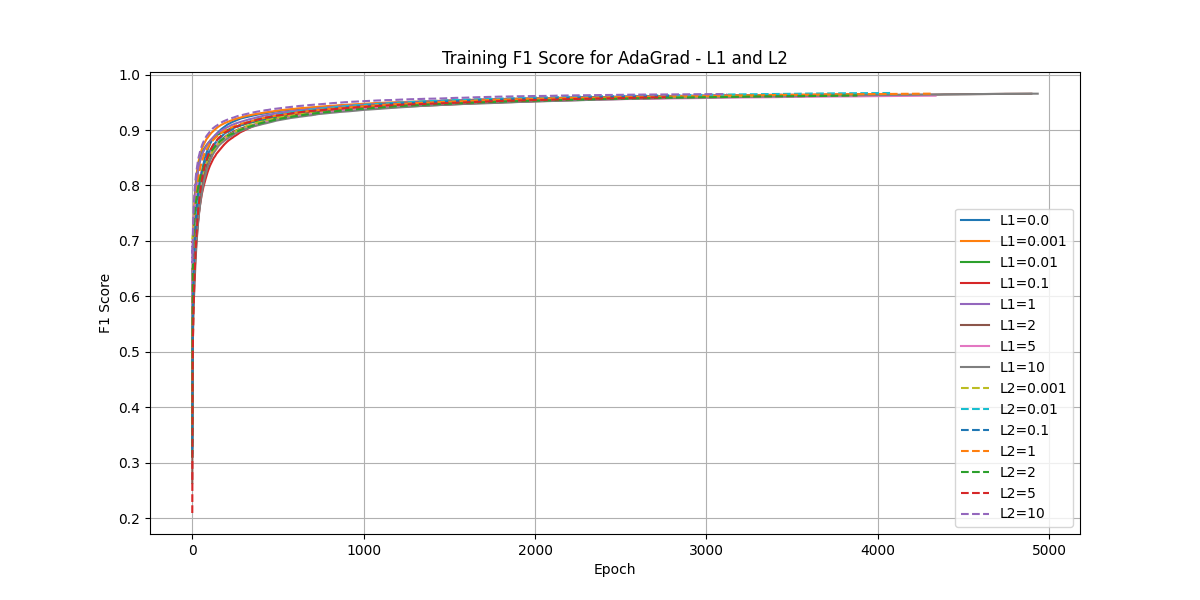 Training F1 Score for AdaGrad - L1 and L2
F1 Score
1.0
0.9
0.8
0.7
0.6
0.5
0.4
0.3
0.2
0
1000
2000
3000
4000
5000
Epoch
L1=0.0
L1=0.001
L1=0.01
L1=0.1
L1=1
L1=2
L1=5
L1=10
L2=0.001
L2=0.01
L2=0.1
L2=1
L2=2
L2=5
L2=10